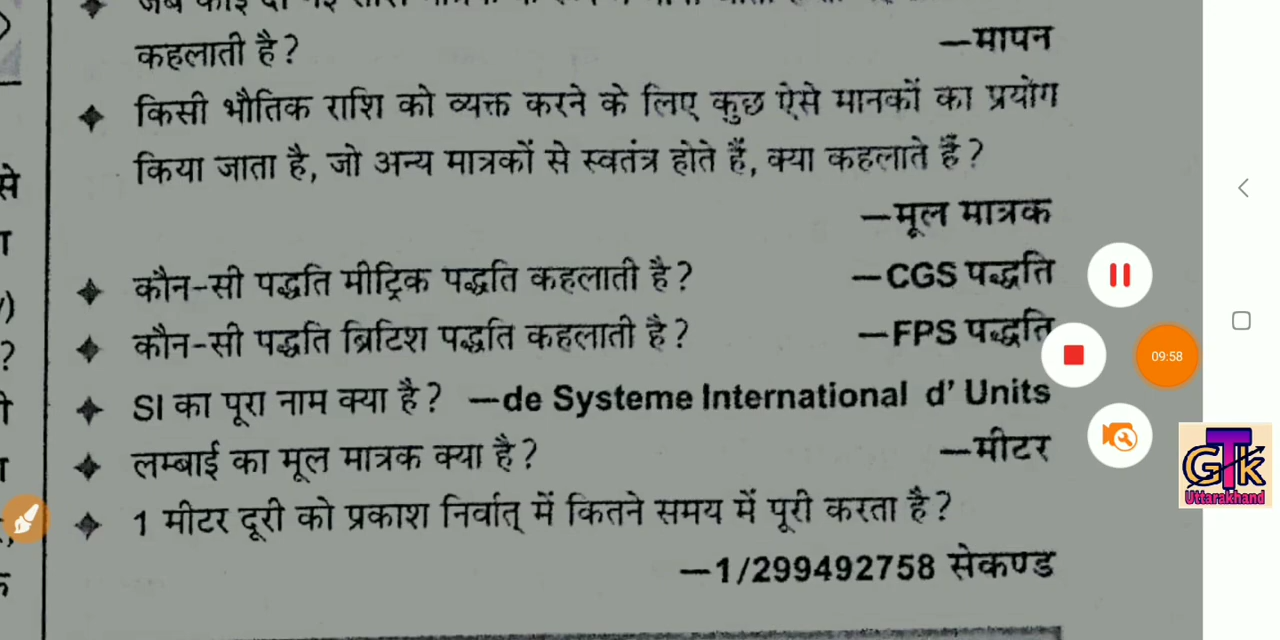 कहलाती है? —मापन
किसी भौतिक राशि को व्यक्त करने के लिए कुछ ऐसे मानकों का प्रयोग
किया जाता है, जो अन्य मात्रकों से स्वतंत्र होते हैं, क्या कहलाते हैं?
—मूल मात्रक
कौन-सी पद्धति मीट्रिक पद्धति कहलाती है? —CGS पद्धति
कौन-सी पद्धति ब्रिटिश पद्धति कहलाती है? —FPS पद्धति
SI का पूरा नाम क्या है? —de Systeme International d' Units
लम्बाई का मूल मात्रक क्या है? —मीटर
1 मीटर दूरी को प्रकाश निर्वात् में कितने समय में पूरी करता है?
—1/299492758 सेकण्ड
09:58
GTK
Uttarakhand